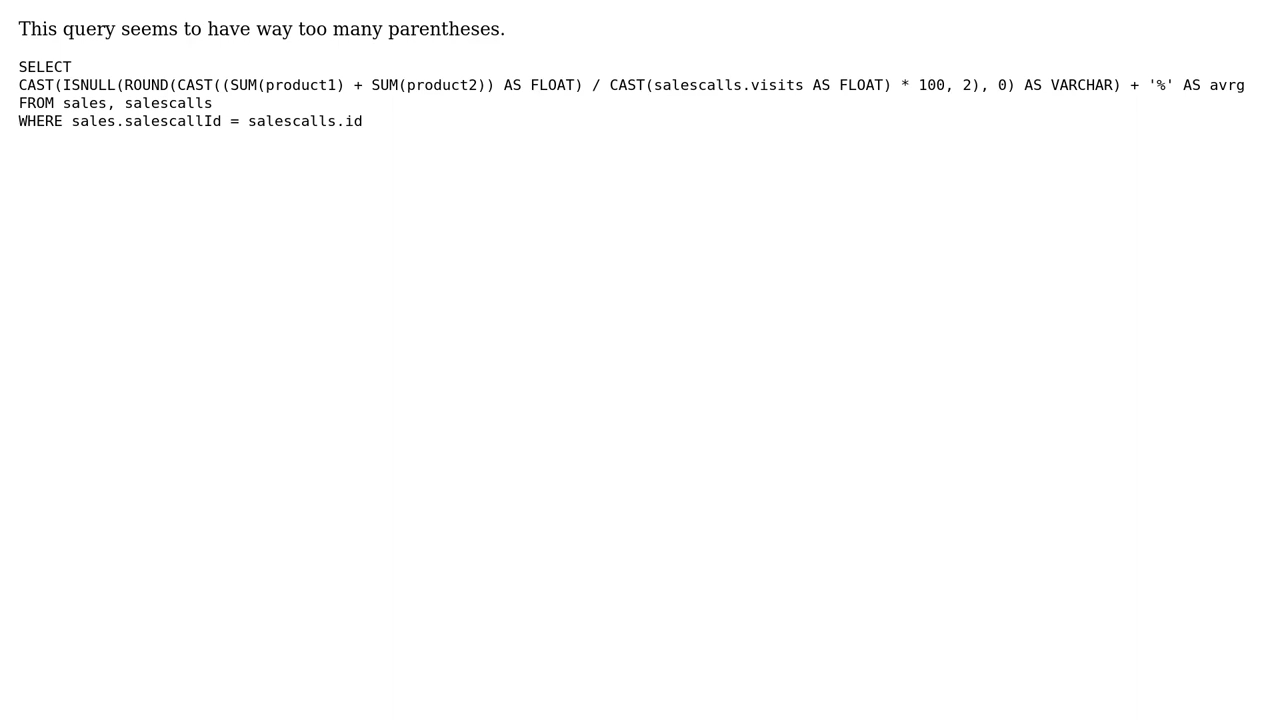 This query seems to have way too many parentheses.
SELECT
CAST(ISNULL(ROUND(CAST((SUM(product1) + SUM(product2)) AS FLOAT) / CAST(salescalls.visits AS FLOAT) * 100, 2), 0) AS VARCHAR) + '%' AS avrg
FROM sales, salescalls
WHERE sales.salescallId = salescalls.id